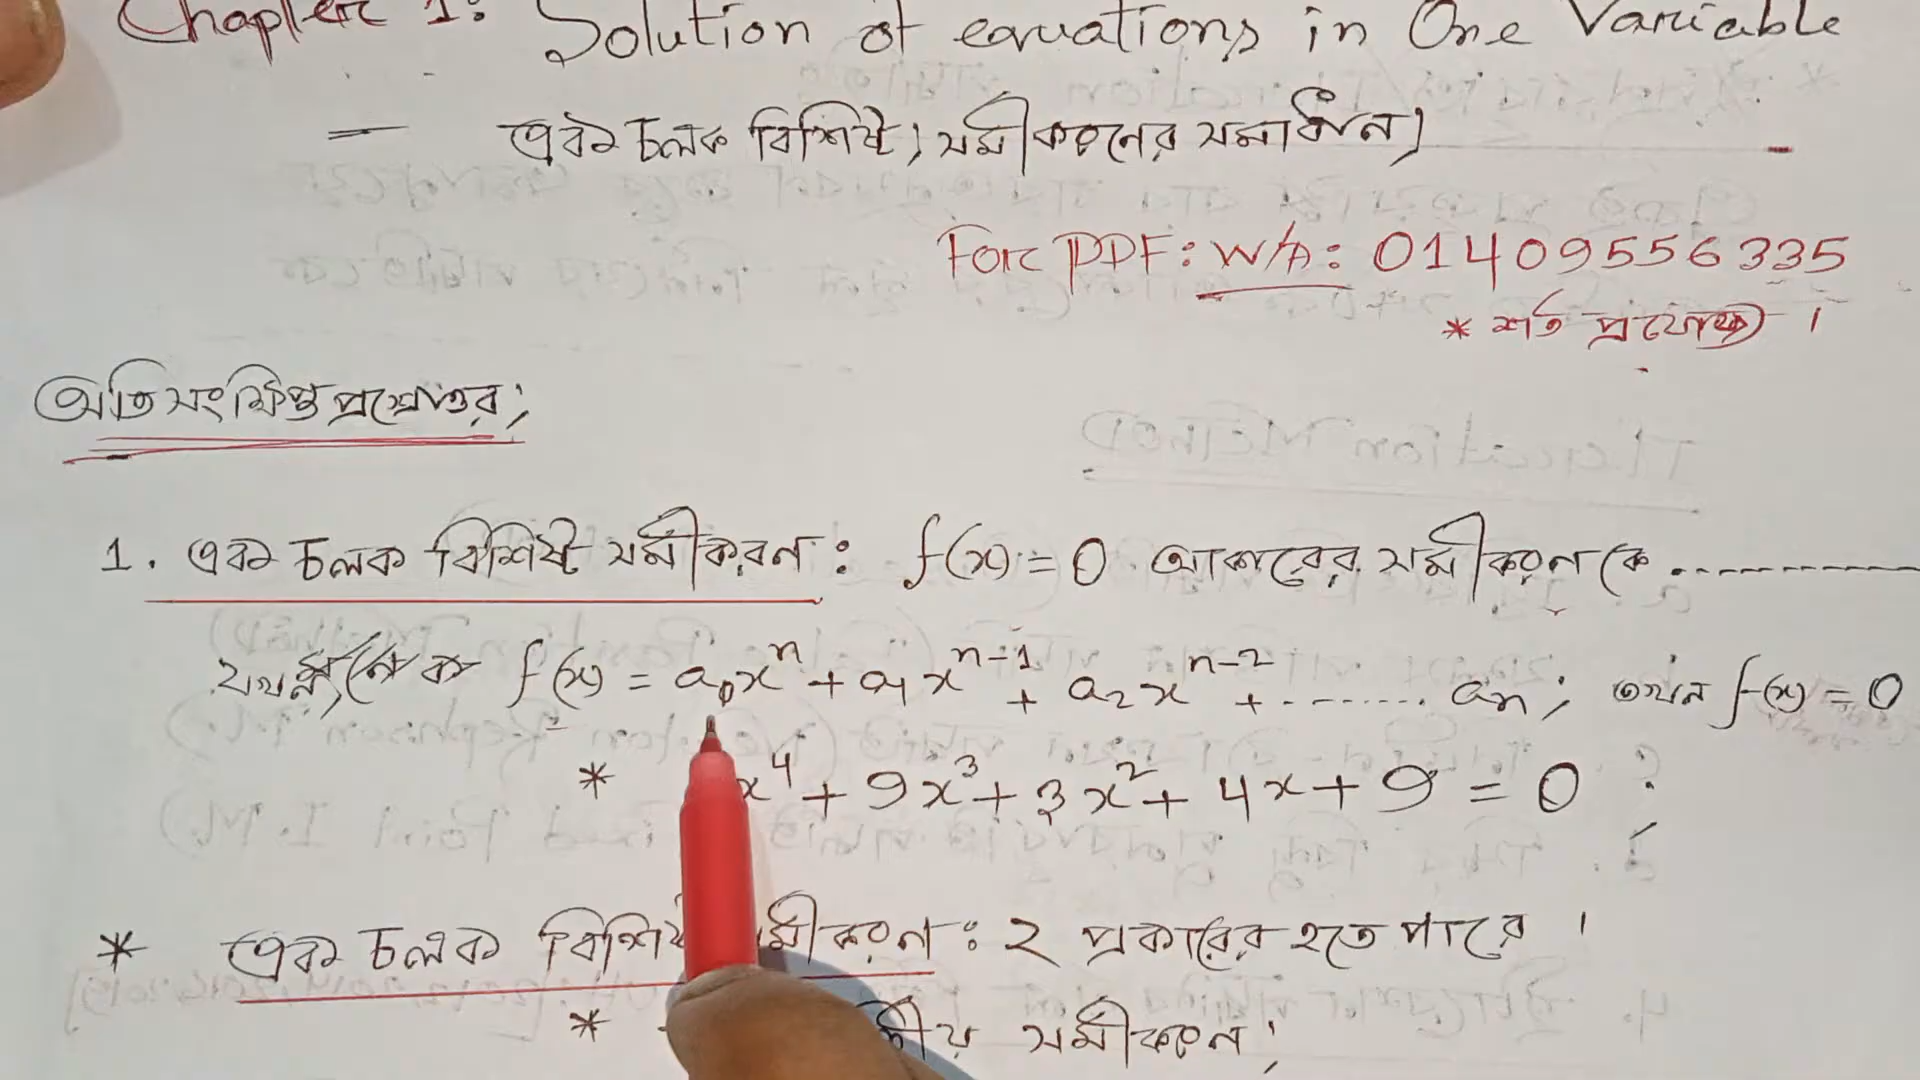 Chapter 1: Solution of equations in One Variable
— এক চলক বিশিষ্ট সমীকরনের সমাধান।
For PDF: W/A: 01409556335
* শর্ত প্রযোজ্য ।
অতি সংক্ষিপ্ত প্রশ্নোত্তর;
1. এক চলক বিশিষ্ট সমীকরণ: f(x) = 0 আকারের সমীকরণ কে ..........
যখন f(x) = a₀xⁿ + a₁xⁿ⁻¹ + a₂xⁿ⁻² + ....... aₙ; তখন f(x) = 0
* x⁴ + 9x³ + 3x² + 4x + 9 = 0
* এক চলক বিশিষ্ট সমীকরণ: ২ প্রকারের হতে পারে ।
* সমীকরণ;